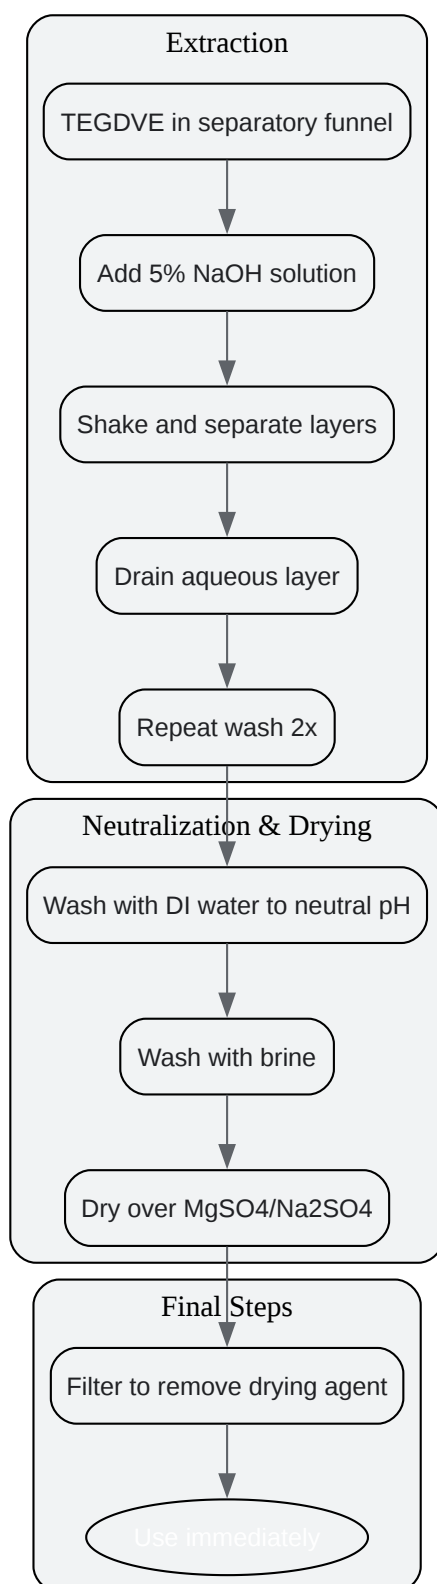 Extraction
TEGDVE in separatory funnel
Add 5% NaOH solution
Shake and separate layers
Drain aqueous layer
Repeat wash 2x
Neutralization & Drying
Wash with DI water to neutral pH
Wash with brine
Dry over MgSO4/Na2SO4
Final Steps
Filter to remove drying agent
Use immediately